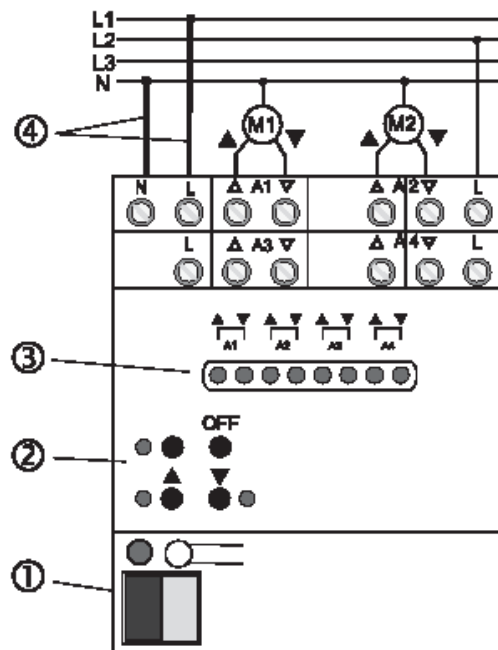 L1
L2
L3
N
④ ▲ M1 ▼ ▲ M2 ▼
N L △ A1 ▽ △ A2 ▽ L
L △ A3 ▽ △ A4 ▽ L
▲ ▼ ▲ ▼ ▲ ▼ ▲ ▼
A1 A2 A3 A4
③
OFF
②
▲ ▼
①